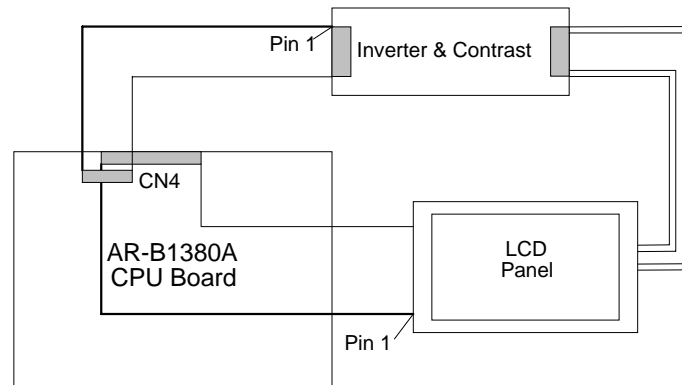 Pin 1
Inverter & Contrast
CN4
AR-B1380A
CPU Board
LCD
Panel
Pin 1